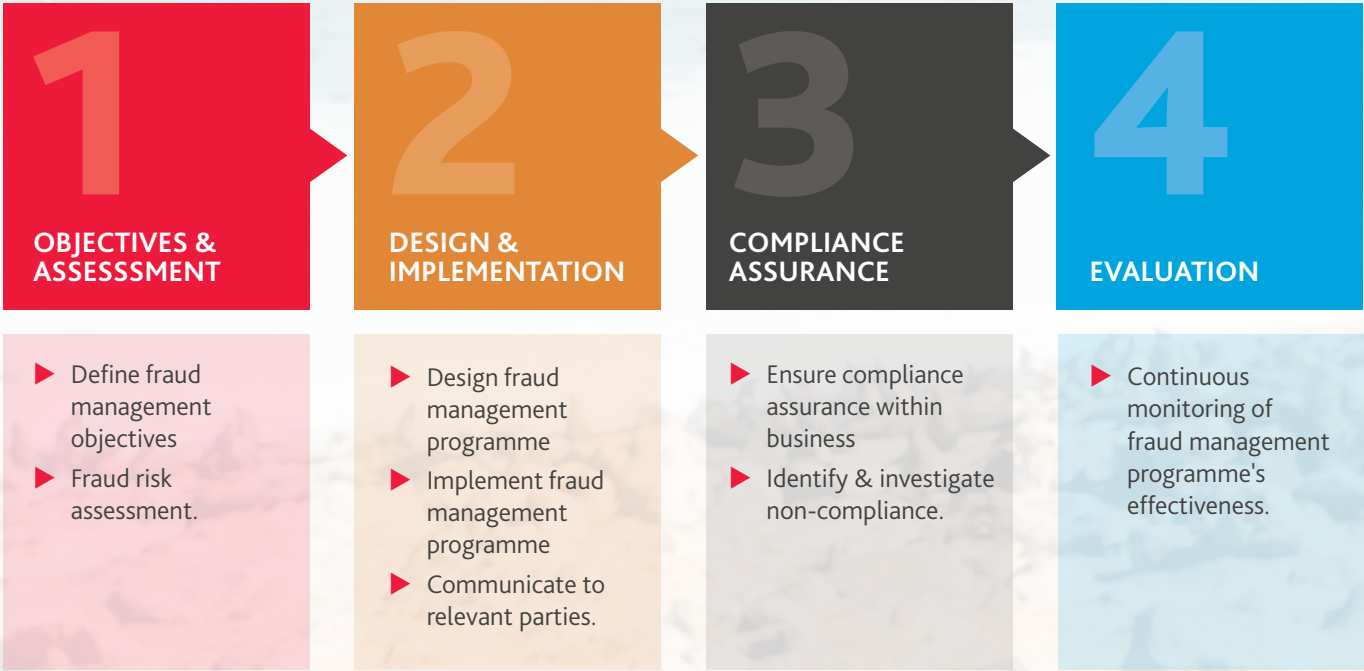 1
OBJECTIVES &
ASSESSSMENT
Define fraud
management
objectives
Fraud risk
assessment.
2
DESIGN &
IMPLEMENTATION
Design fraud
management
programme
Implement fraud
management
programme
Communicate to
relevant parties.
3
COMPLIANCE
ASSURANCE
Ensure compliance
assurance within
business
Identify & investigate
non-compliance.
4
EVALUATION
Continuous
monitoring of
fraud management
programme's
effectiveness.